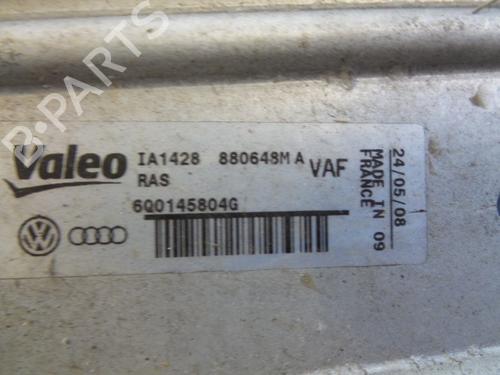 B-PARTS
Valeo
IA1428 880648M A
RAS
VAF
6Q0145804G
24/05/08
MADE IN 09
FRANCE